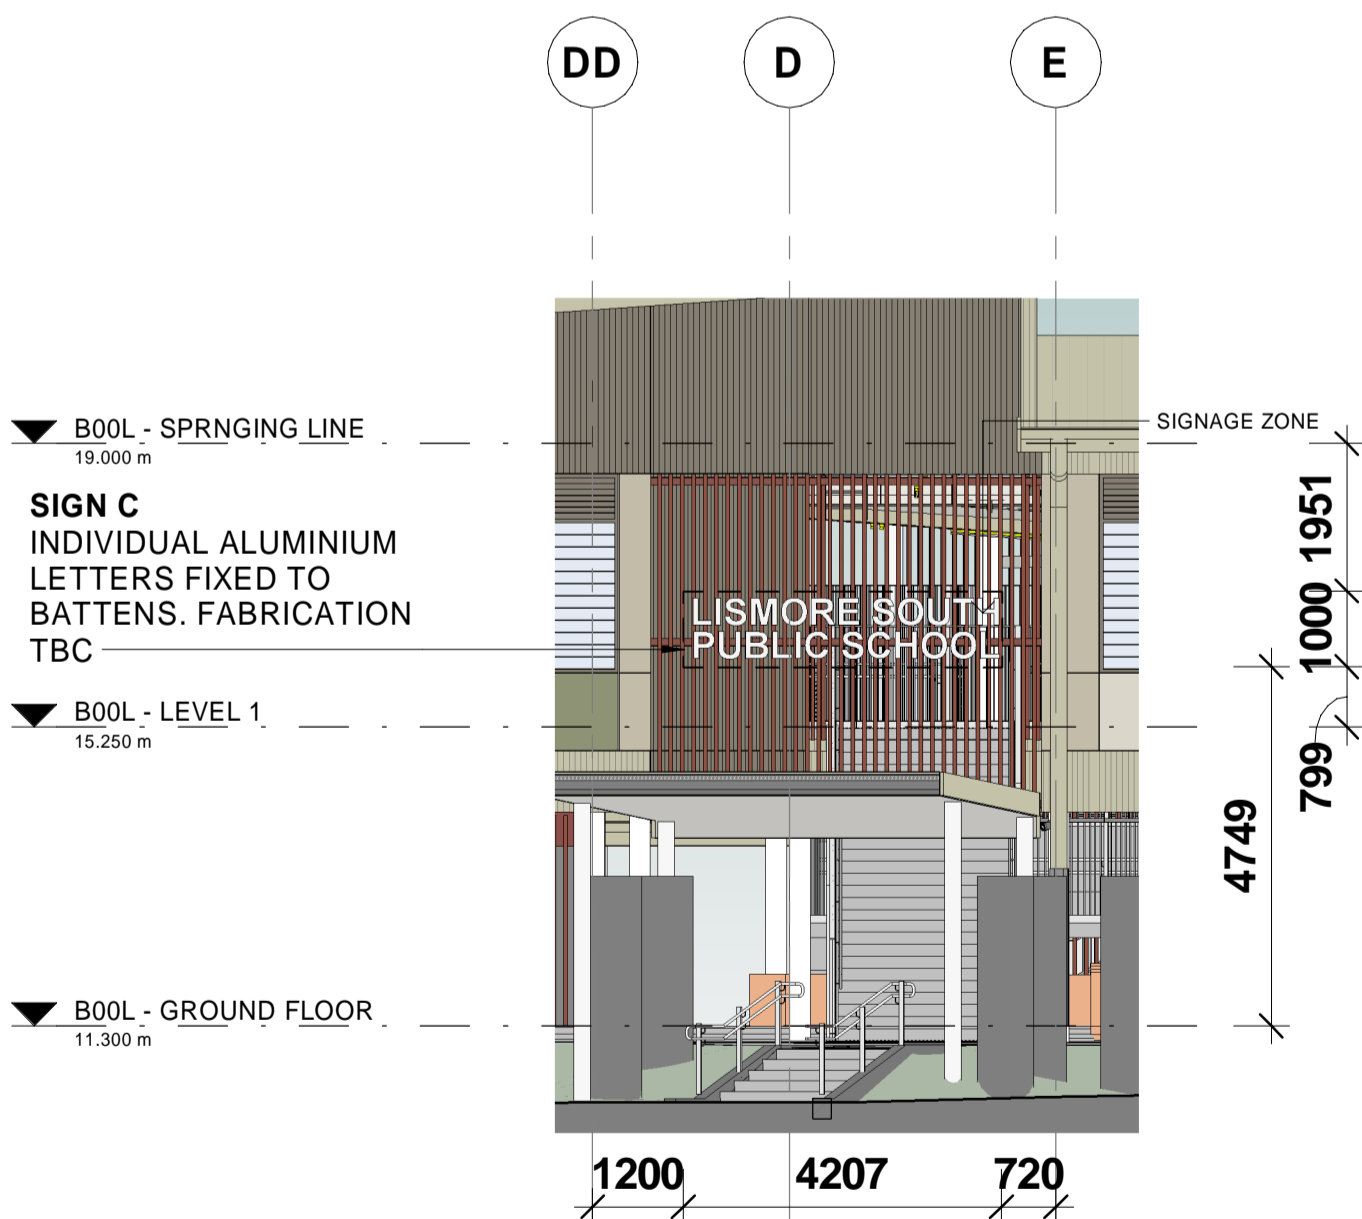 DD
D
E
B00L - SPRNGING LINE
19.000 m
SIGNAGE ZONE
SIGN C
INDIVIDUAL ALUMINIUM
LETTERS FIXED TO
BATTENS. FABRICATION
TBC
LISMORE SOUTH
PUBLIC SCHOOL
1951
1000
799
4749
B00L - LEVEL 1
15.250 m
B00L - GROUND FLOOR
11.300 m
1200
4207
720